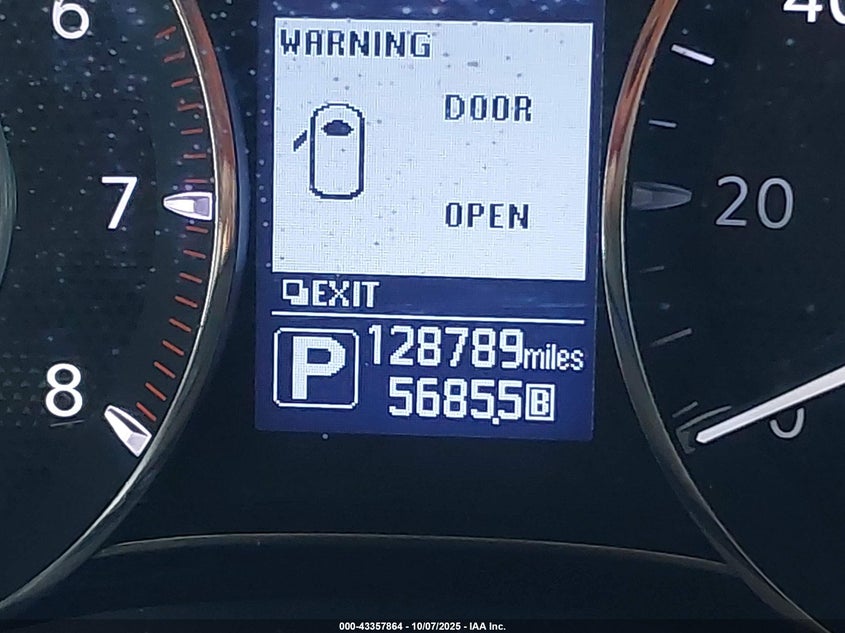 6
7
8
WARNING
DOOR
OPEN
EXIT
P
128789miles
5685.5B
40
20
0
000-43357864 - 10/07/2025 - IAA Inc.